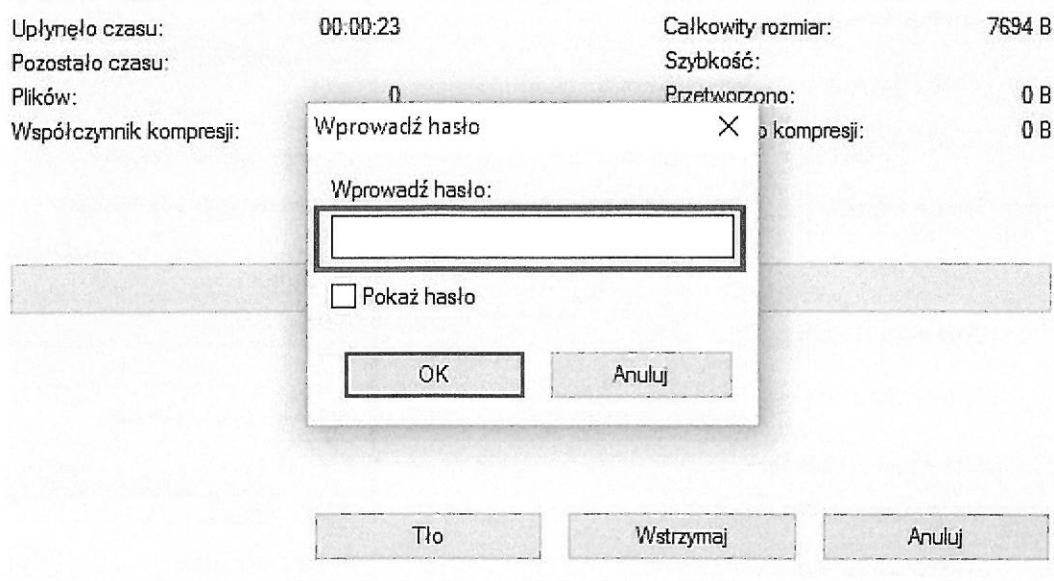 Upłynęło czasu: 00:00:23 Całkowity rozmiar: 7694 B
Pozostało czasu: Szybkość:
Plików: 0 Przetworzono: 0 B
Współczynnik kompresji: o kompresji: 0 B
Wprowadź hasło
Wprowadź hasło:
Pokaż hasło
OK Anuluj
Tło Wstrzymaj Anuluj